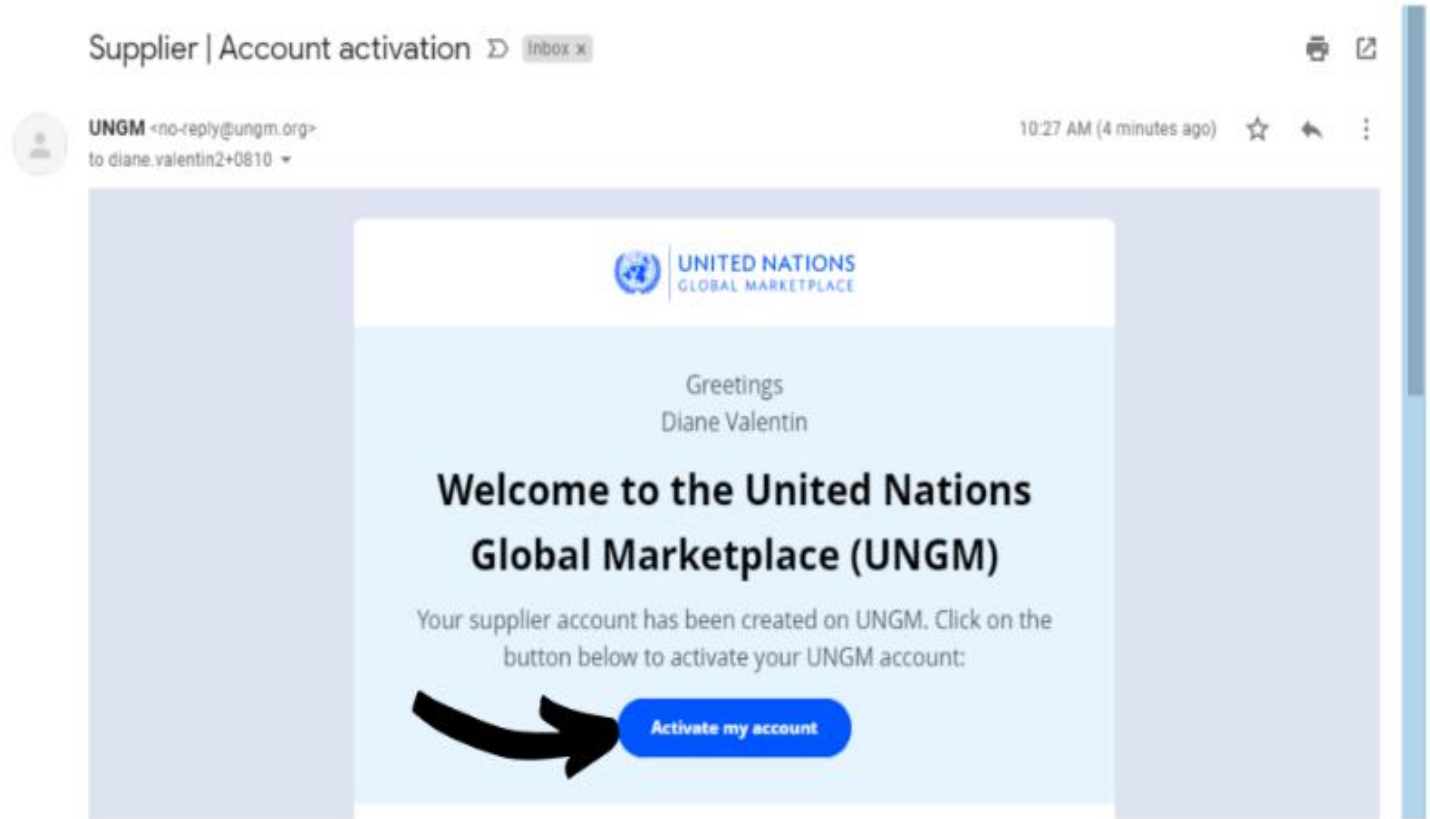 Supplier | Account activation
Inbox x
UNGM <no-reply@ungm.org>
10:27 AM (4 minutes ago)
to diane.valentin2+0810
UNITED NATIONS
GLOBAL MARKETPLACE
Greetings
Diane Valentin
Welcome to the United Nations
Global Marketplace (UNGM)
Your supplier account has been created on UNGM. Click on the
button below to activate your UNGM account:
Activate my account